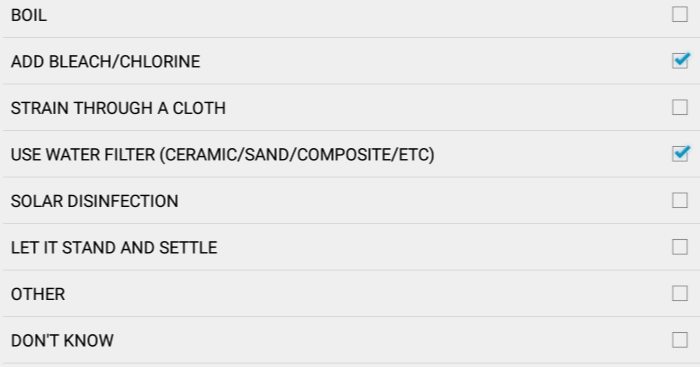 BOIL
ADD BLEACH/CHLORINE
STRAIN THROUGH A CLOTH
USE WATER FILTER (CERAMIC/SAND/COMPOSITE/ETC)
SOLAR DISINFECTION
LET IT STAND AND SETTLE
OTHER
DON'T KNOW